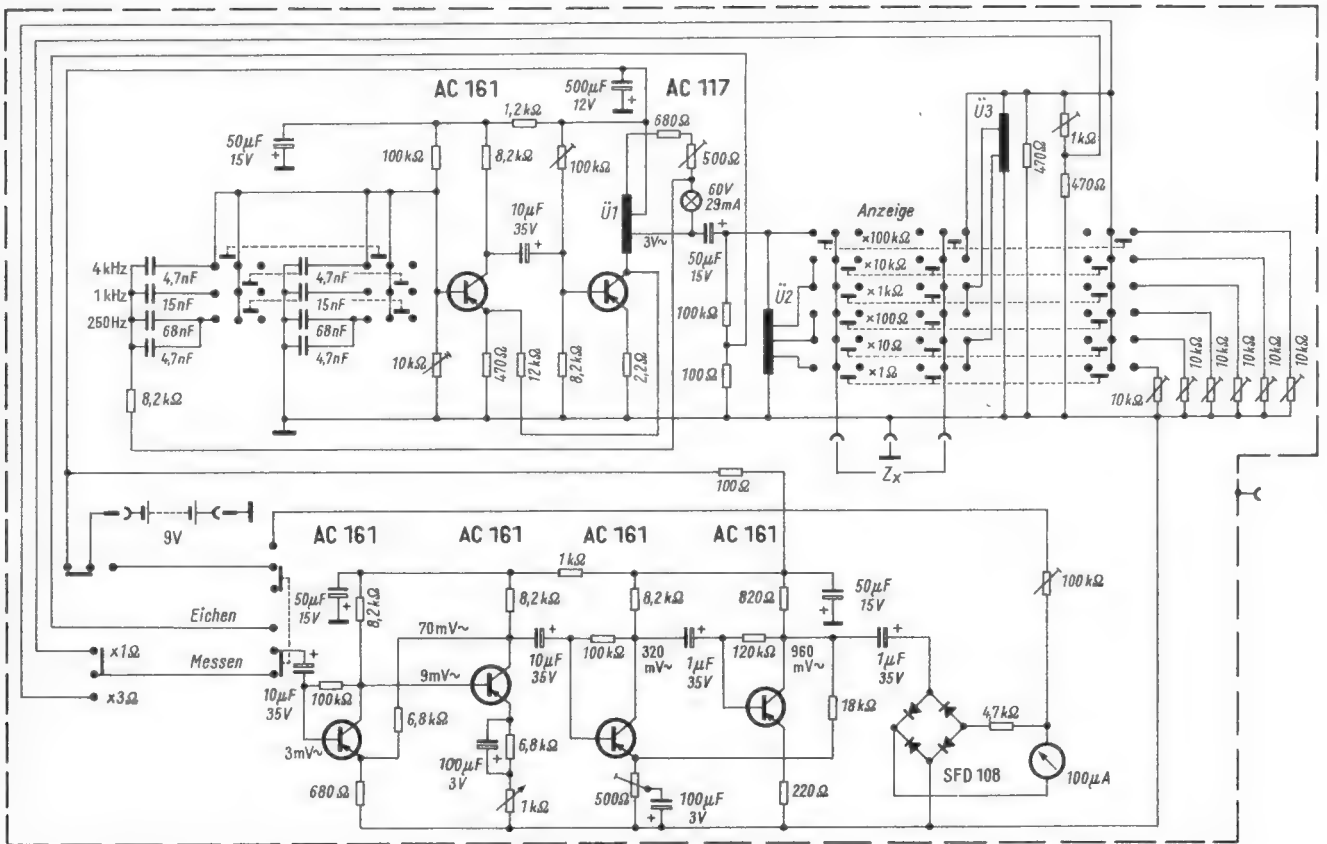 AC 161
AC 117
500µF
12V
1,2kΩ
680Ω
50µF
15V
100kΩ
8,2kΩ
100kΩ
500Ω
60V
29mA
Ü1
3V~
10µF
35V
50µF
15V
Ü3
470Ω
1kΩ
470Ω
Anzeige
×100kΩ
×10kΩ
×1kΩ
×100Ω
×10Ω
×1Ω
Ü2
4kHz
4,7nF
4,7nF
1kHz
15nF
15nF
250Hz
68nF
68nF
4,7nF
4,7nF
8,2kΩ
10kΩ
470Ω
12kΩ
8,2kΩ
2,2Ω
100kΩ
100Ω
10kΩ
10kΩ
10kΩ
10kΩ
10kΩ
10kΩ
Zx
100Ω
9V
AC 161
AC 161
AC 161
AC 161
50µF
15V
8,2kΩ
8,2kΩ
1kΩ
8,2kΩ
820Ω
50µF
15V
100kΩ
Eichen
Messen
×1Ω
×3Ω
10µF
35V
100kΩ
70mV~
9mV~
3mV~
6,8kΩ
680Ω
100µF
3V
6,8kΩ
1kΩ
10µF
35V
100kΩ
320
mV~
1µF
35V
120kΩ
960
mV~
1µF
35V
18kΩ
500Ω
100µF
3V
220Ω
4,7kΩ
SFD 108
100µA